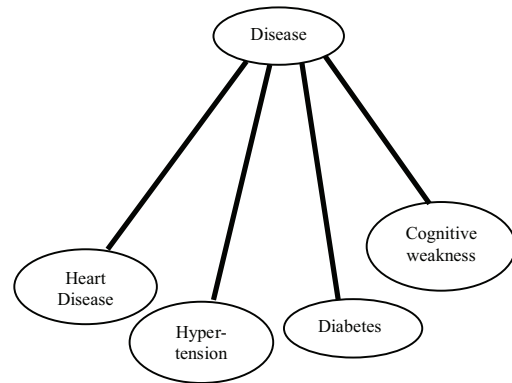 Disease
Cognitive
weakness
Heart
Disease
Hyper-
tension
Diabetes